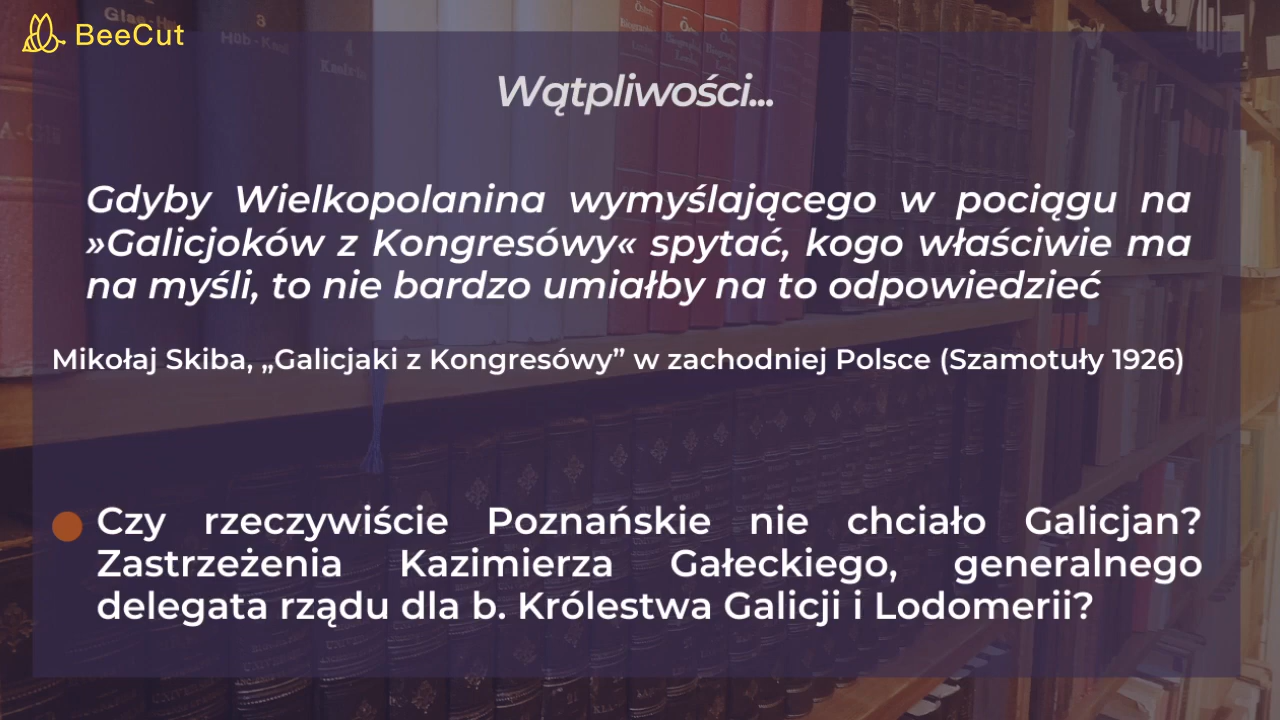 BeeCut
Wątpliwości...
Gdyby Wielkopolanina wymyślającego w pociągu na
»Galicjoków z Kongresówy« spytać, kogo właściwie ma
na myśli, to nie bardzo umiałby na to odpowiedzieć
Mikołaj Skiba, „Galicjaki z Kongresówy” w zachodniej Polsce (Szamotuły 1926)
Czy rzeczywiście Poznańskie nie chciało Galicjan?
Zastrzeżenia Kazimierza Gałeckiego, generalnego
delegata rządu dla b. Królestwa Galicji i Lodomerii?